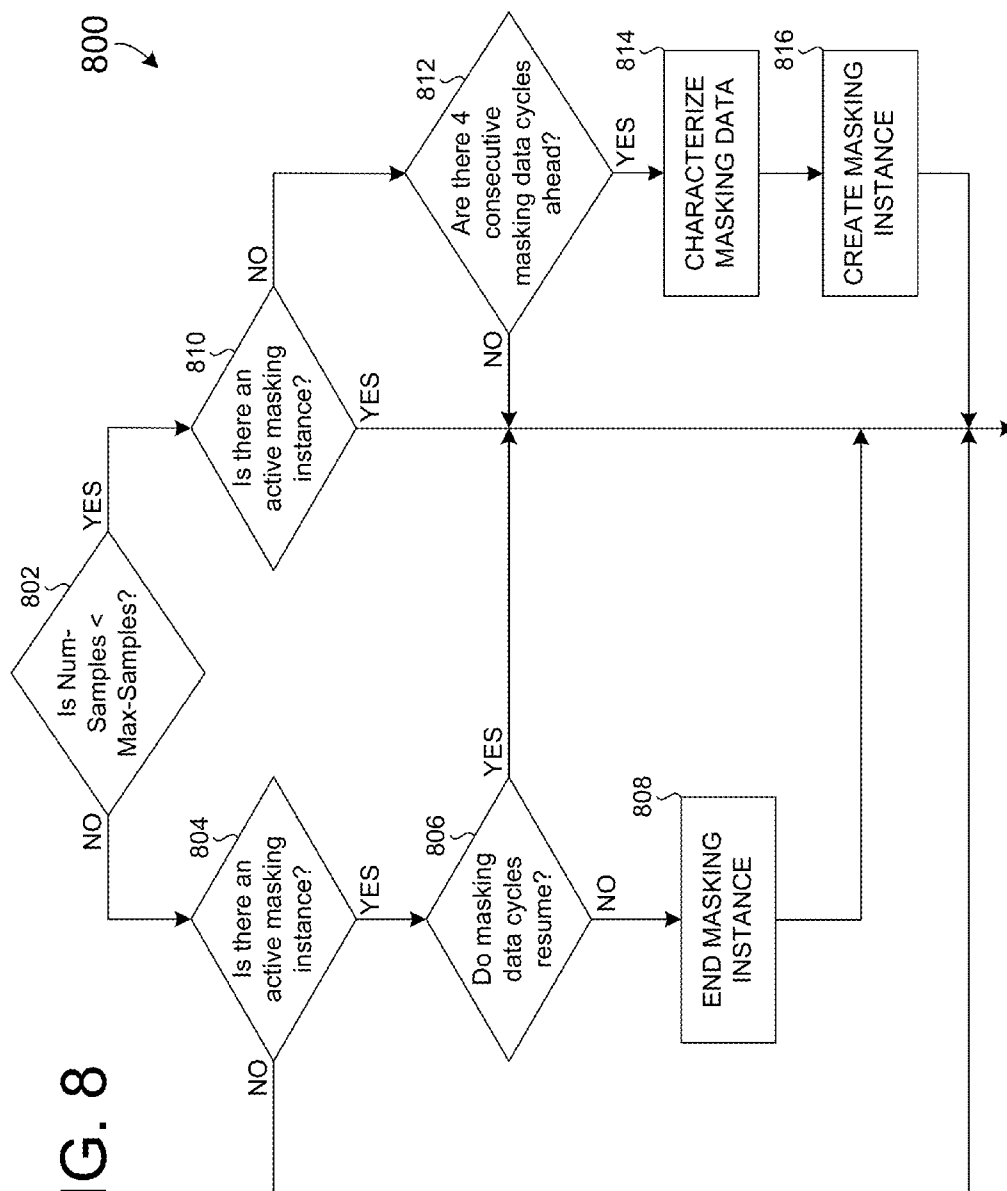 800
802
Is Num-
Samples <
Max-Samples?
NO
YES
804
Is there an
active masking
instance?
NO
YES
810
Is there an
active masking
instance?
NO
YES
806
Do masking
data cycles
resume?
YES
NO
812
Are there 4
consecutive
masking data cycles
ahead?
NO
YES
808
END MASKING
INSTANCE
814
CHARACTERIZE
MASKING DATA
816
CREATE MASKING
INSTANCE
IG. 8